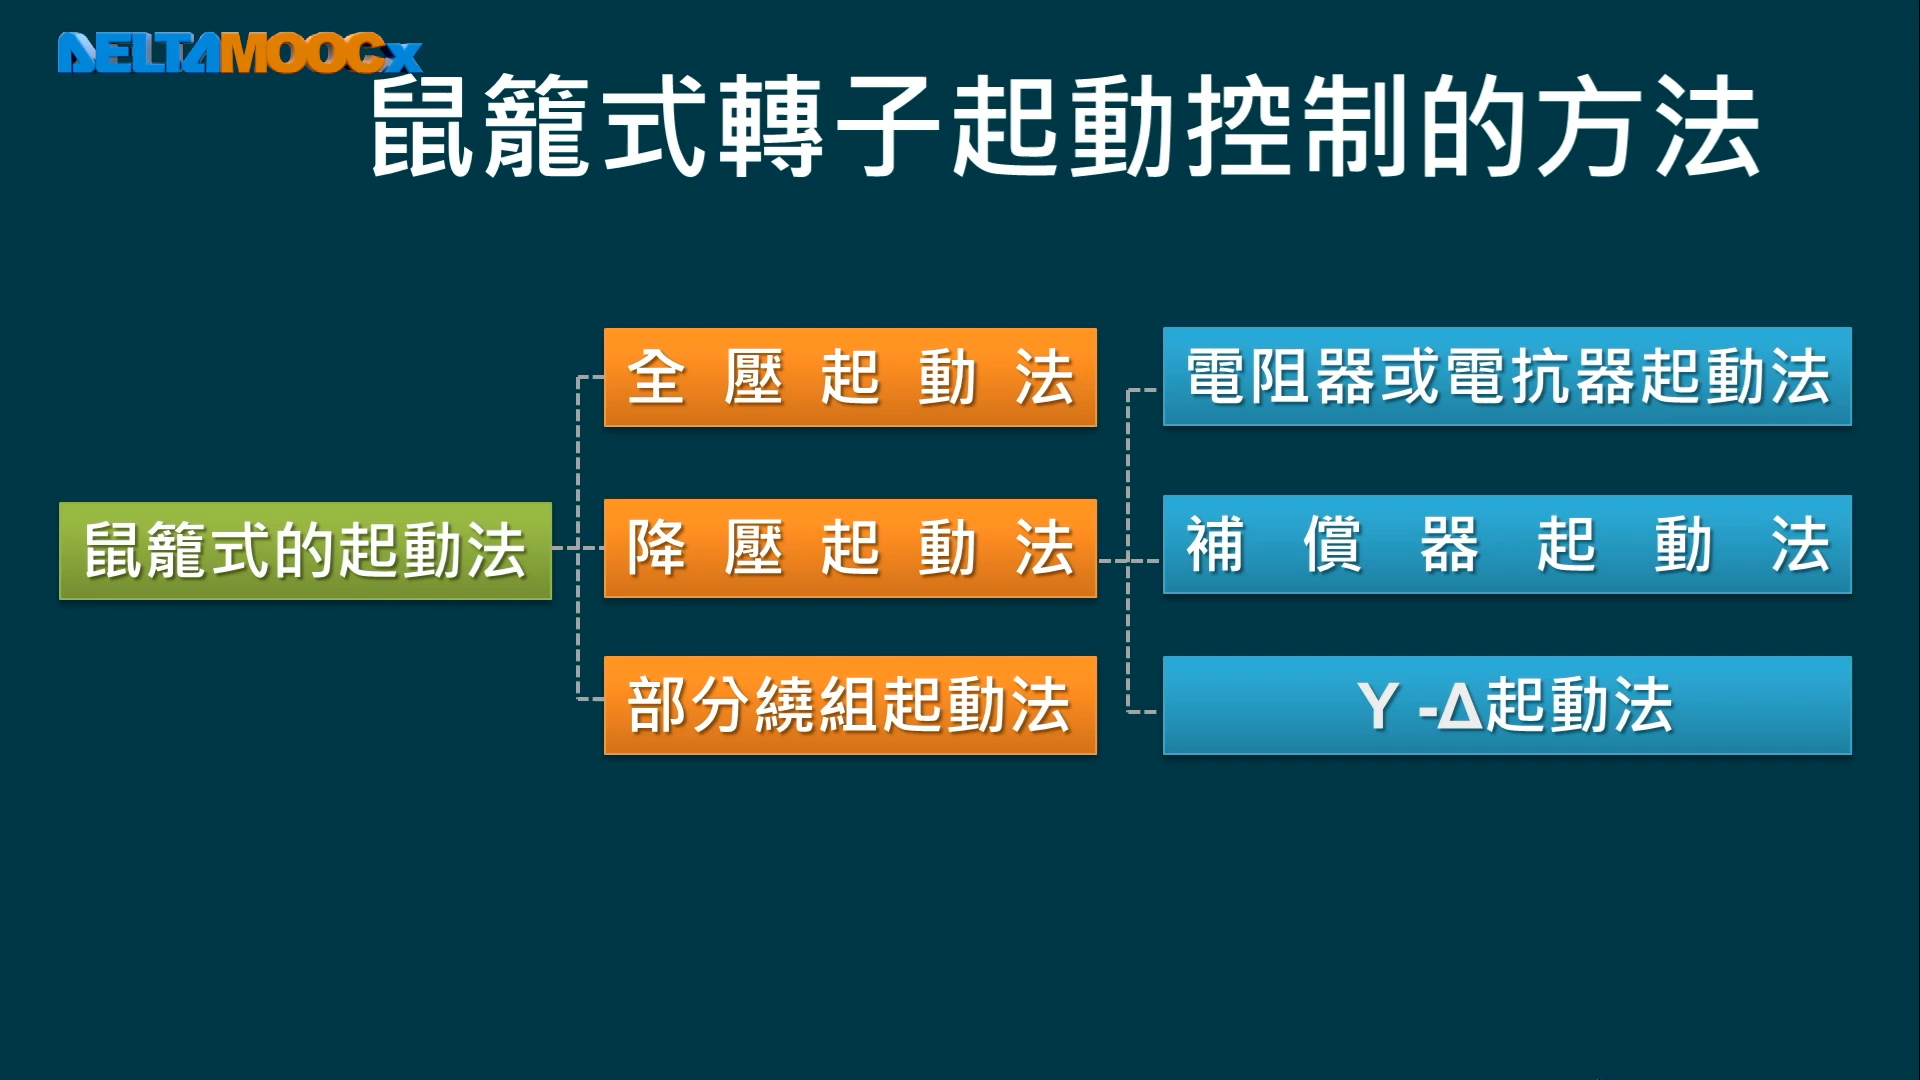 DELTAMOOCx
鼠籠式轉子起動控制的方法
鼠籠式的起動法
全壓起動法
降壓起動法
部分繞組起動法
電阻器或電抗器起動法
補償器起動法
Y -Δ起動法